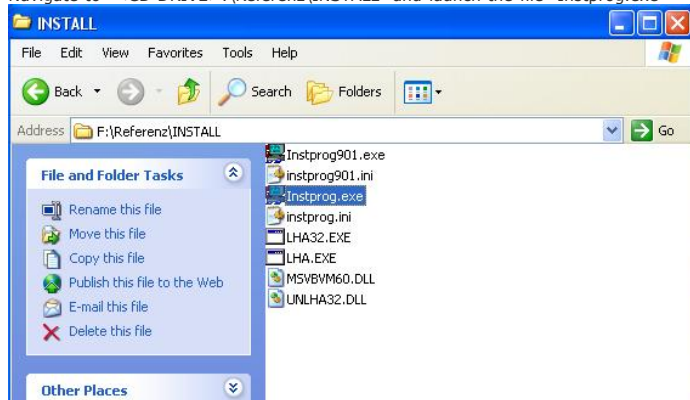 INSTALL
File Edit View Favorites Tools Help
Back Search Folders
Address F:\Referenz\INSTALL Go
File and Folder Tasks
Rename this file
Move this file
Copy this file
Publish this file to the Web
E-mail this file
Delete this file
Other Places
Instprog901.exe
instprog901.ini
Instprog.exe
instprog.ini
LHA32.EXE
LHA.EXE
MSVBVM60.DLL
UNLHA32.DLL